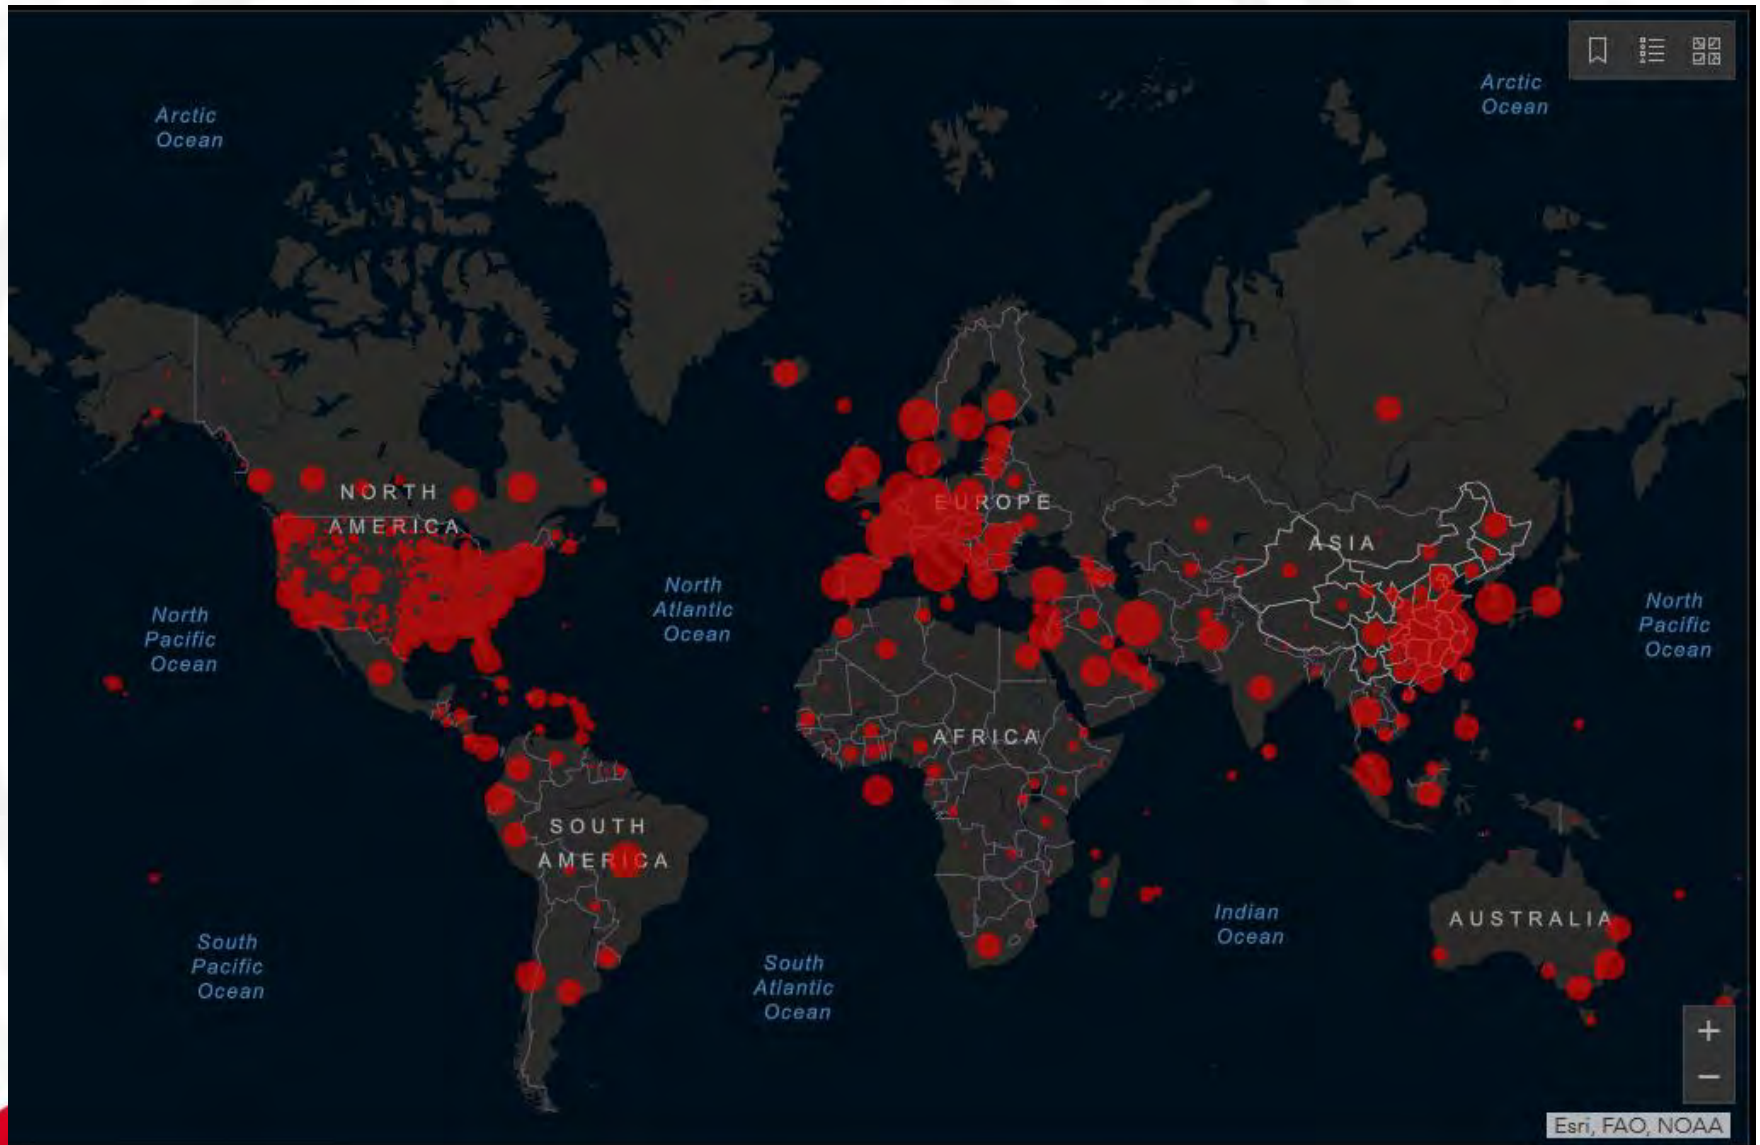 Arctic
Ocean
Arctic
Ocean
NORTH
AMERICA
EUROPE
ASIA
North
Atlantic
Ocean
North
Pacific
Ocean
North
Pacific
Ocean
AFRICA
SOUTH
AMERICA
Indian
Ocean
AUSTRALIA
South
Pacific
Ocean
South
Atlantic
Ocean
+
−
Esri, FAO, NOAA